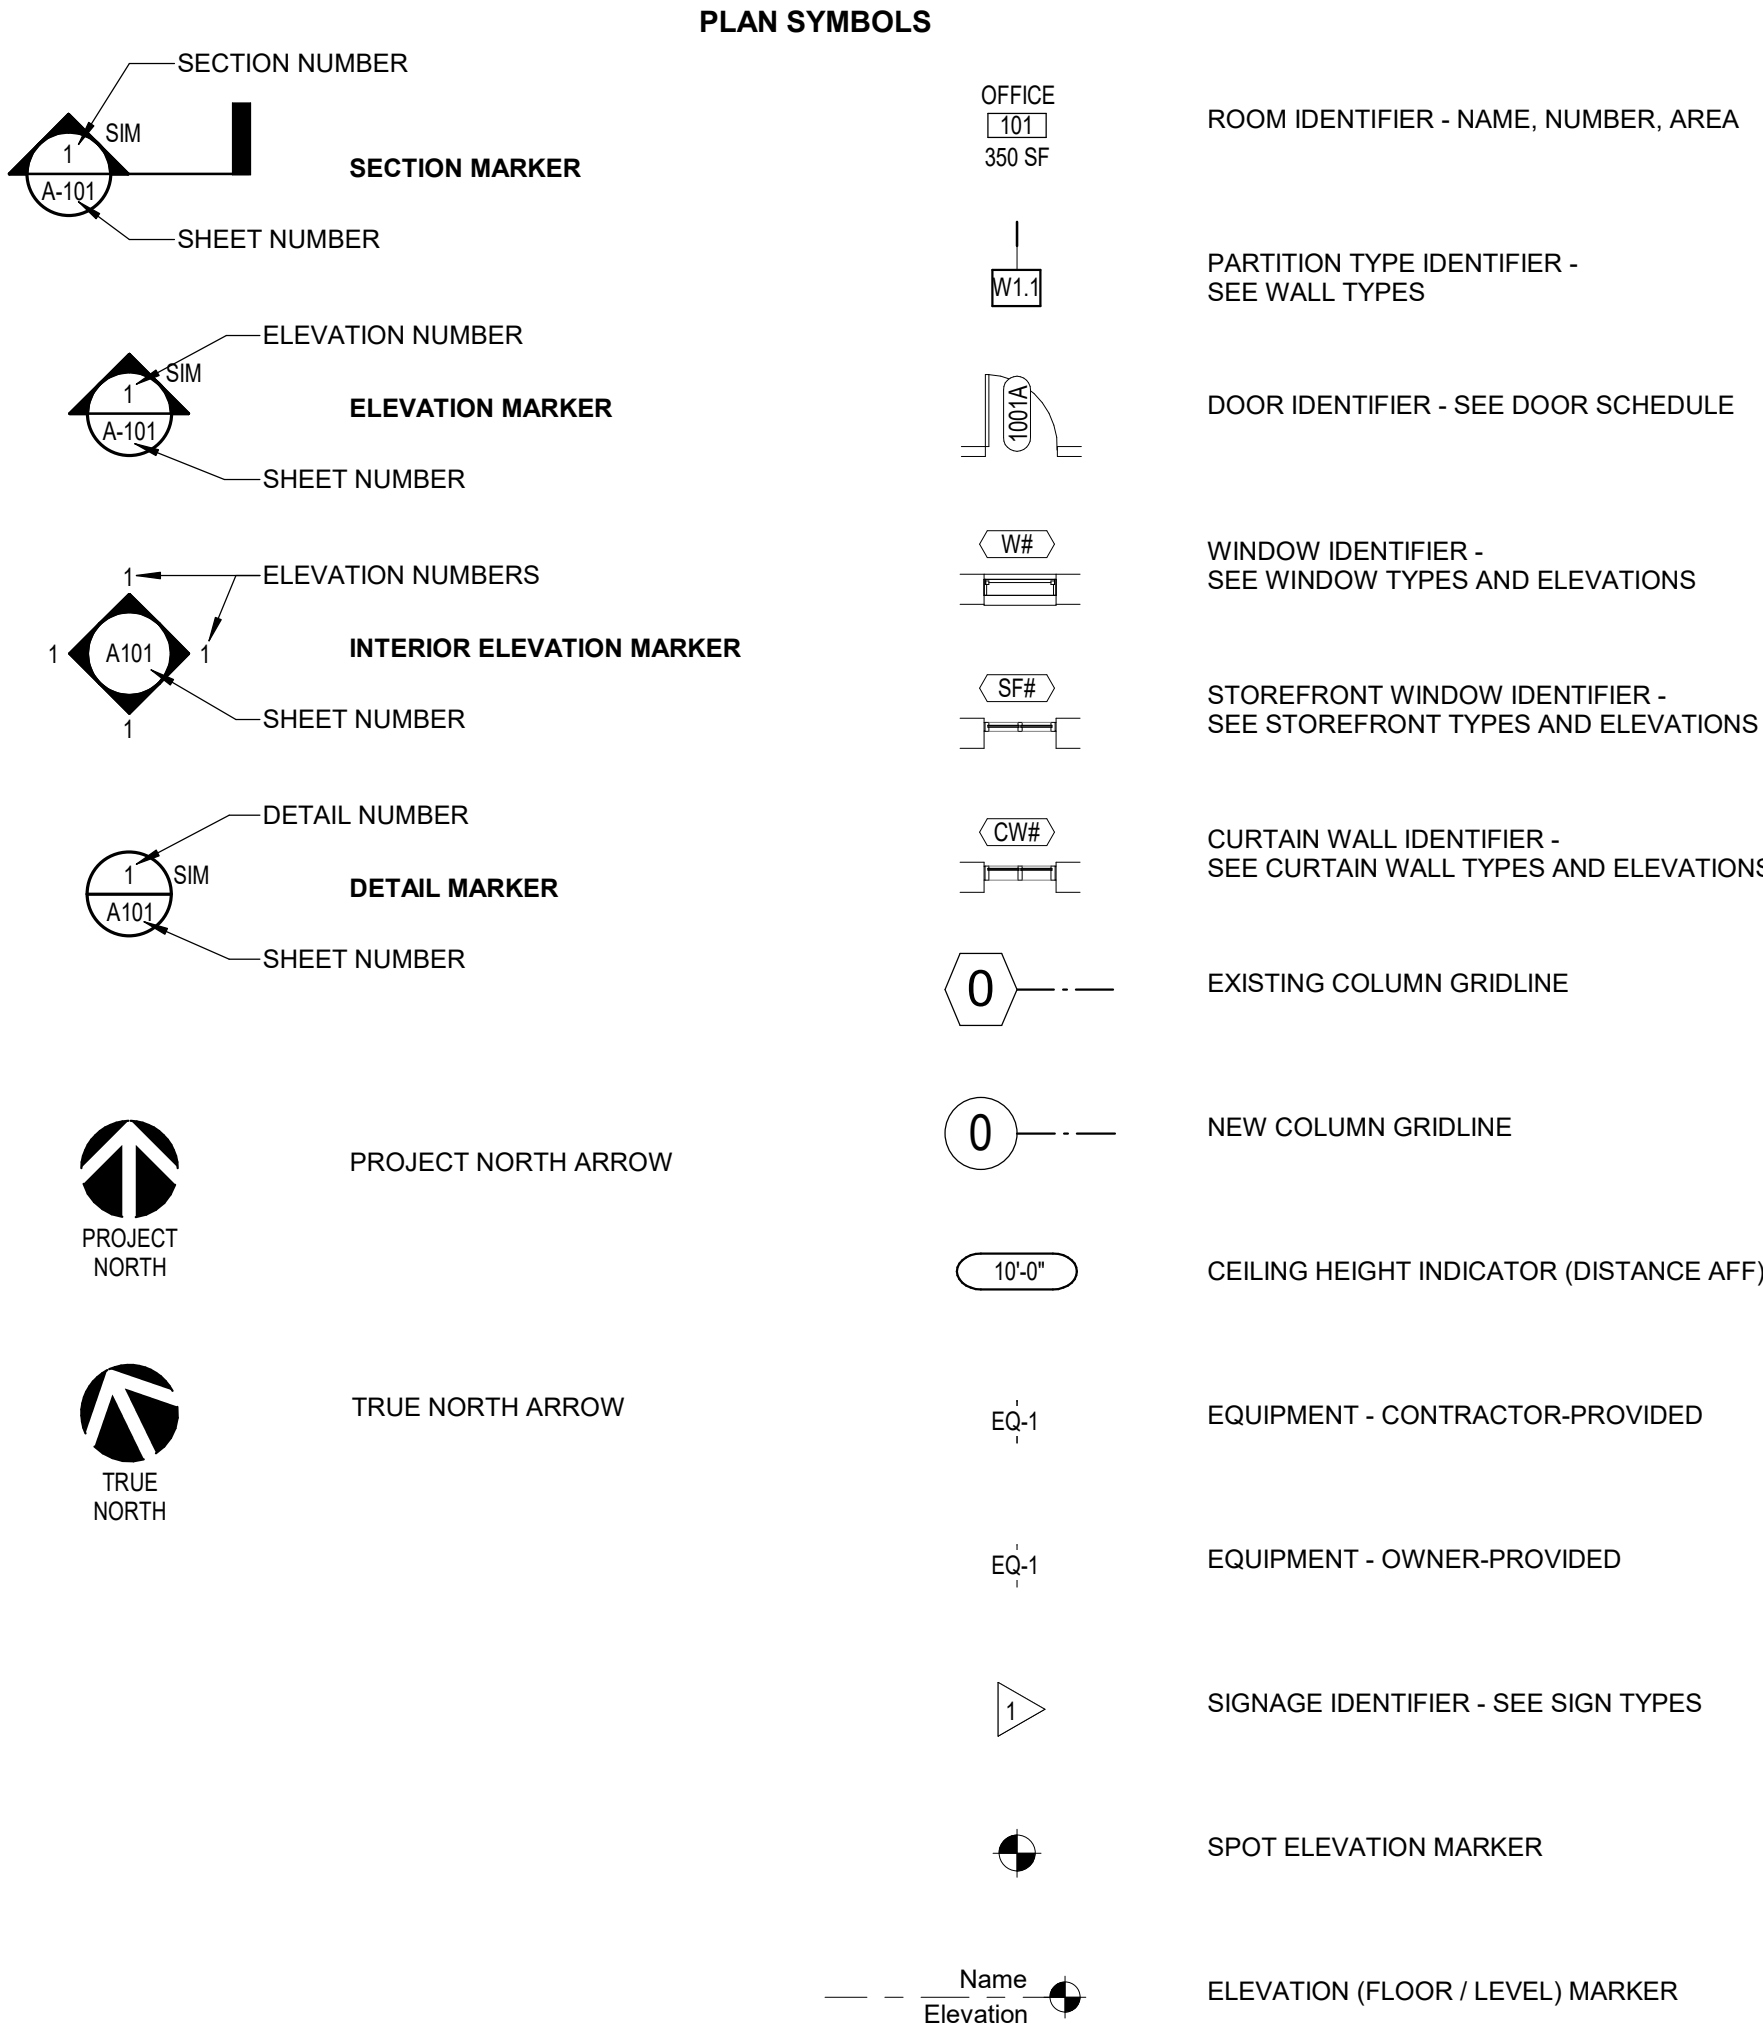 PLAN SYMBOLS
SECTION NUMBER
SIM
1
A-101
SECTION MARKER
SHEET NUMBER
ELEVATION NUMBER
SIM
1
A-101
ELEVATION MARKER
SHEET NUMBER
1
ELEVATION NUMBERS
1
A101
1
INTERIOR ELEVATION MARKER
SHEET NUMBER
1
DETAIL NUMBER
1
SIM
A101
DETAIL MARKER
SHEET NUMBER
PROJECT NORTH ARROW
PROJECT
NORTH
TRUE NORTH ARROW
TRUE
NORTH
OFFICE
101
350 SF
ROOM IDENTIFIER - NAME, NUMBER, AREA
W1.1
PARTITION TYPE IDENTIFIER -
SEE WALL TYPES
1001A
DOOR IDENTIFIER - SEE DOOR SCHEDULE
W#
WINDOW IDENTIFIER -
SEE WINDOW TYPES AND ELEVATIONS
SF#
STOREFRONT WINDOW IDENTIFIER -
SEE STOREFRONT TYPES AND ELEVATIONS
CW#
CURTAIN WALL IDENTIFIER -
SEE CURTAIN WALL TYPES AND ELEVATIONS
0
EXISTING COLUMN GRIDLINE
0
NEW COLUMN GRIDLINE
10'-0"
CEILING HEIGHT INDICATOR (DISTANCE AFF)
EQ-1
EQUIPMENT - CONTRACTOR-PROVIDED
EQ-1
EQUIPMENT - OWNER-PROVIDED
1
SIGNAGE IDENTIFIER - SEE SIGN TYPES
SPOT ELEVATION MARKER
Name
Elevation
ELEVATION (FLOOR / LEVEL) MARKER